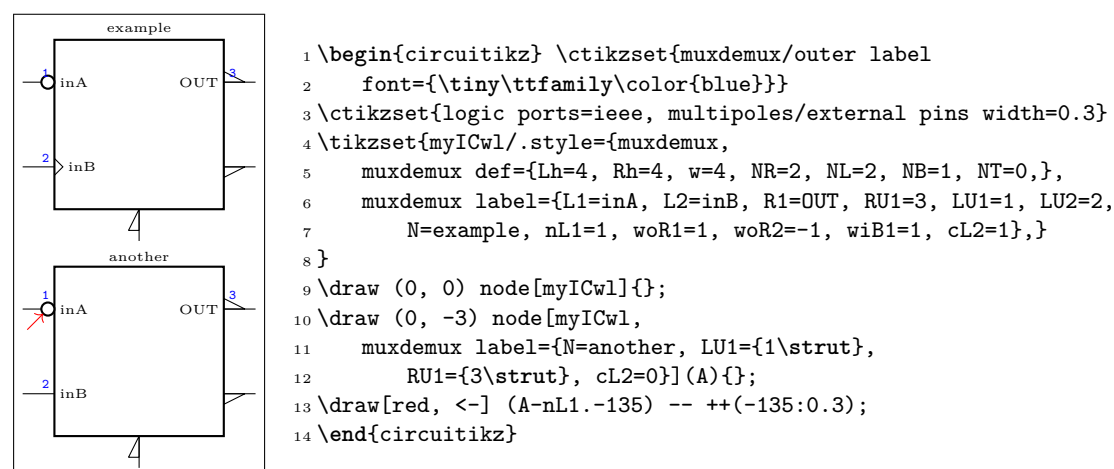 example
1
inA
OUT
3
2
inB
another
1
inA
OUT
3
2
inB
1 \begin{circuitikz} \ctikzset{muxdemux/outer label
2 font={\tiny\ttfamily\color{blue}}}
3 \ctikzset{logic ports=ieee, multipoles/external pins width=0.3}
4 \tikzset{myICwl/.style={muxdemux,
5 muxdemux def={Lh=4, Rh=4, w=4, NR=2, NL=2, NB=1, NT=0,},
6 muxdemux label={L1=inA, L2=inB, R1=OUT, RU1=3, LU1=1, LU2=2,
7 N=example, nL1=1, woR1=1, woR2=-1, wiB1=1, cL2=1},}
8 }
9 \draw (0, 0) node[myICwl]{};
10 \draw (0, -3) node[myICwl,
11 muxdemux label={N=another, LU1={1\strut},
12 RU1={3\strut}, cL2=0}](A){};
13 \draw[red, <-] (A-nL1.-135) -- ++(-135:0.3);
14 \end{circuitikz}